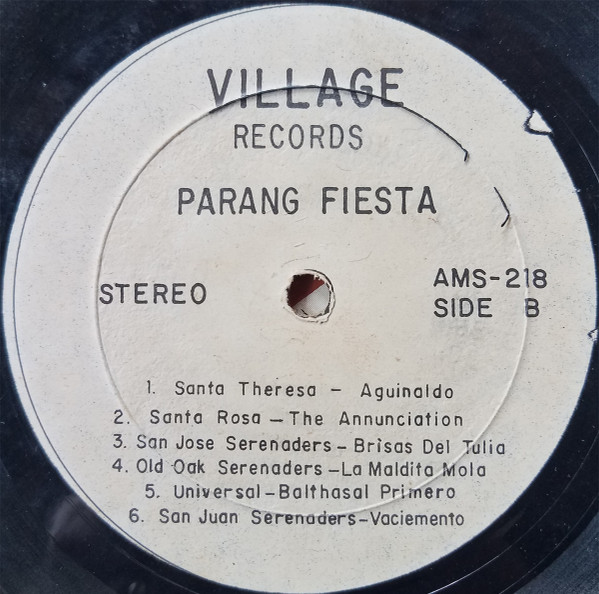 VILLAGE
RECORDS
PARANG FIESTA
STEREO
AMS-218
SIDE B
1. Santa Theresa - Aguinaldo
2. Santa Rosa - The Annunciation
3. San Jose Serenaders - Brisas Del Tulia
4. Old Oak Serenaders - La Maldita Mola
5. Universal - Balthasal Primero
6. San Juan Serenaders - Vaciemento